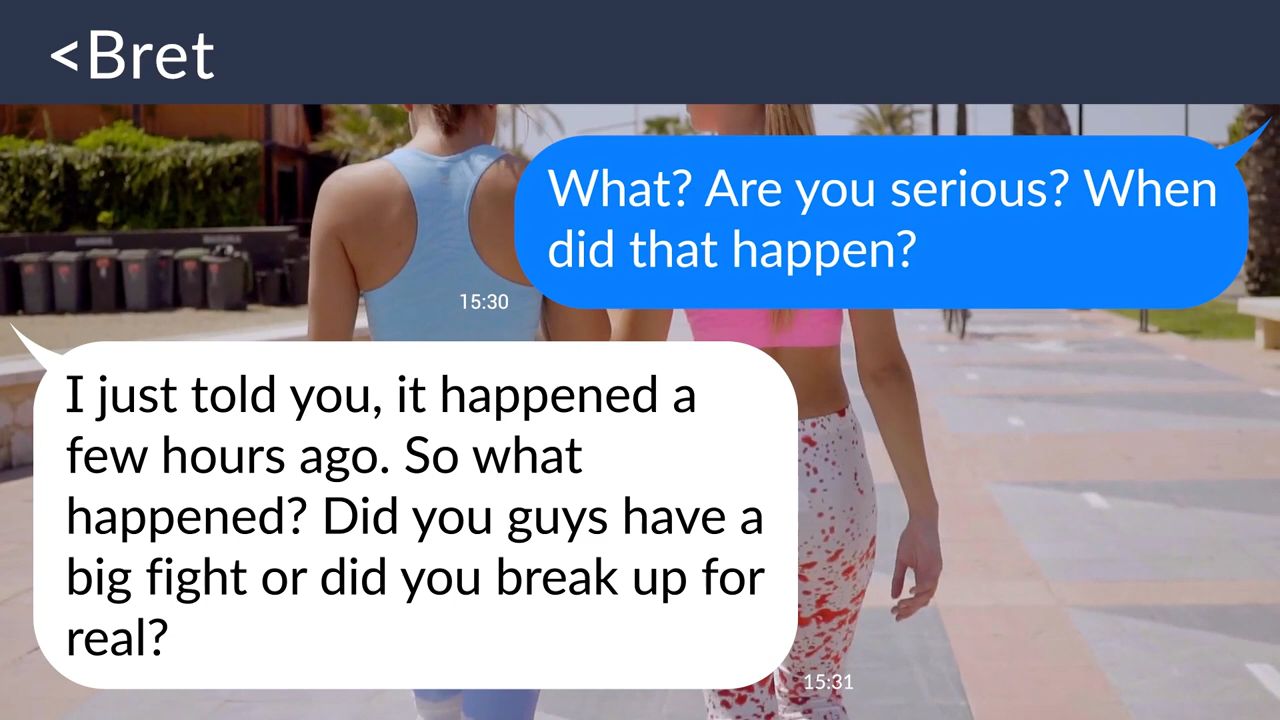 <Bret
What? Are you serious? When
did that happen?
15:30
I just told you, it happened a
few hours ago. So what
happened? Did you guys have a
big fight or did you break up for
real?
15:31